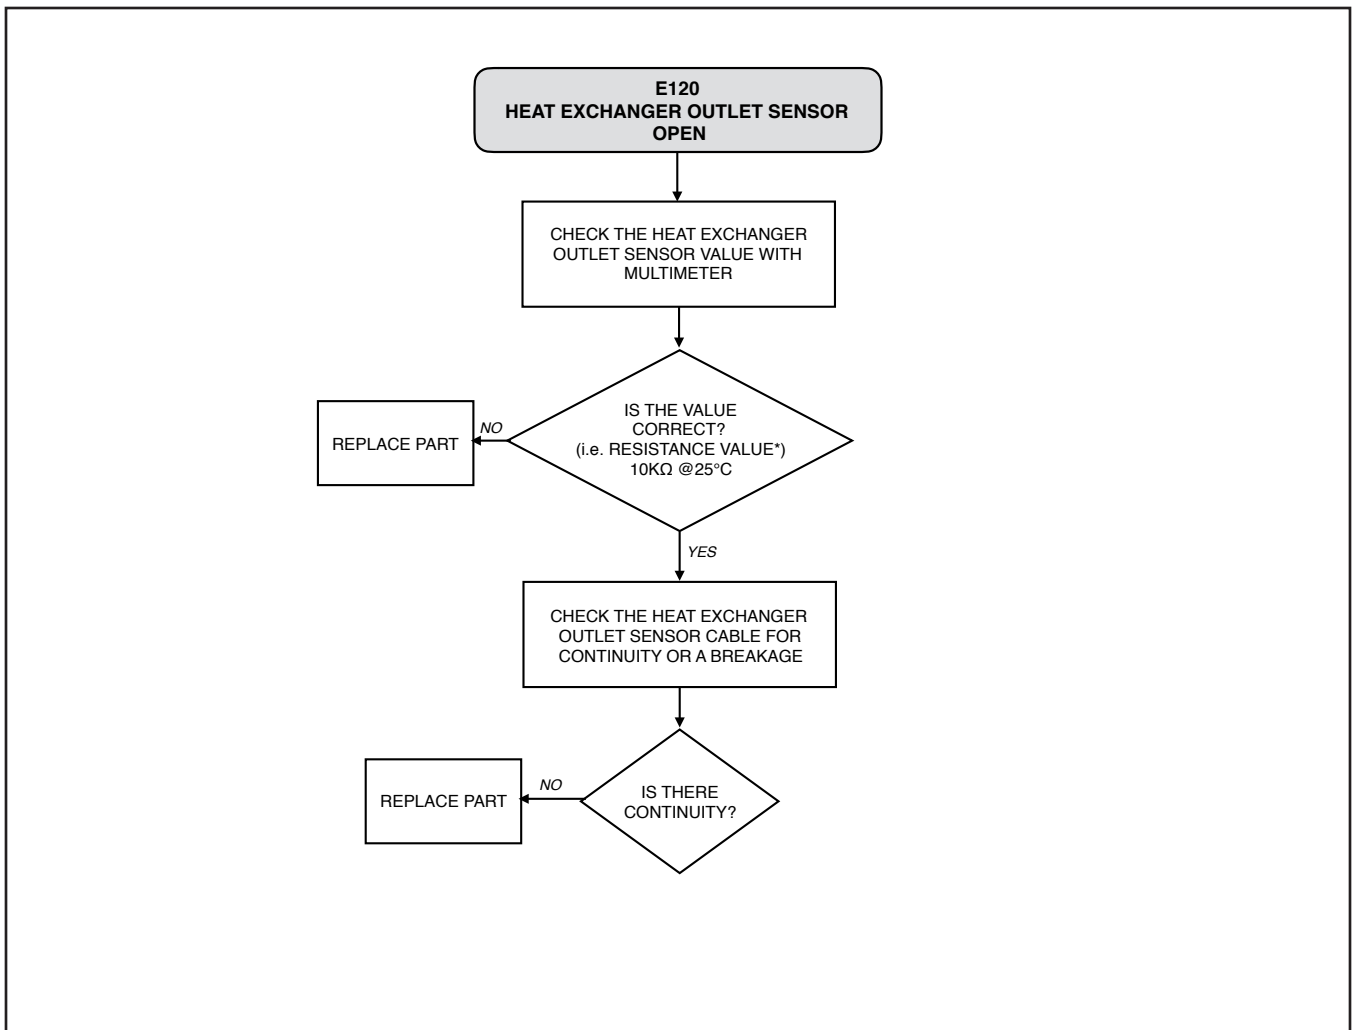 E120
HEAT EXCHANGER OUTLET SENSOR
OPEN
CHECK THE HEAT EXCHANGER
OUTLET SENSOR VALUE WITH
MULTIMETER
IS THE VALUE
CORRECT?
(i.e. RESISTANCE VALUE*)
10KΩ @25°C
NO
REPLACE PART
YES
CHECK THE HEAT EXCHANGER
OUTLET SENSOR CABLE FOR
CONTINUITY OR A BREAKAGE
IS THERE
CONTINUITY?
NO
REPLACE PART